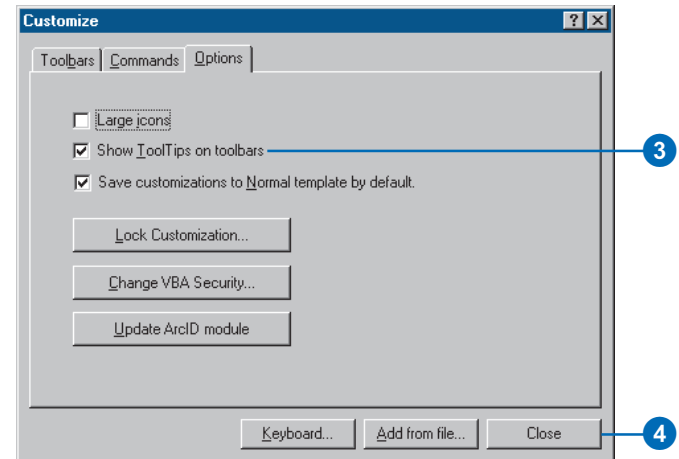 Customize
Toolbars Commands Options
Large icons
Show ToolTips on toolbars 3
Save customizations to Normal template by default.
Lock Customization...
Change VBA Security...
Update ArcID module
Keyboard... Add from file... Close 4